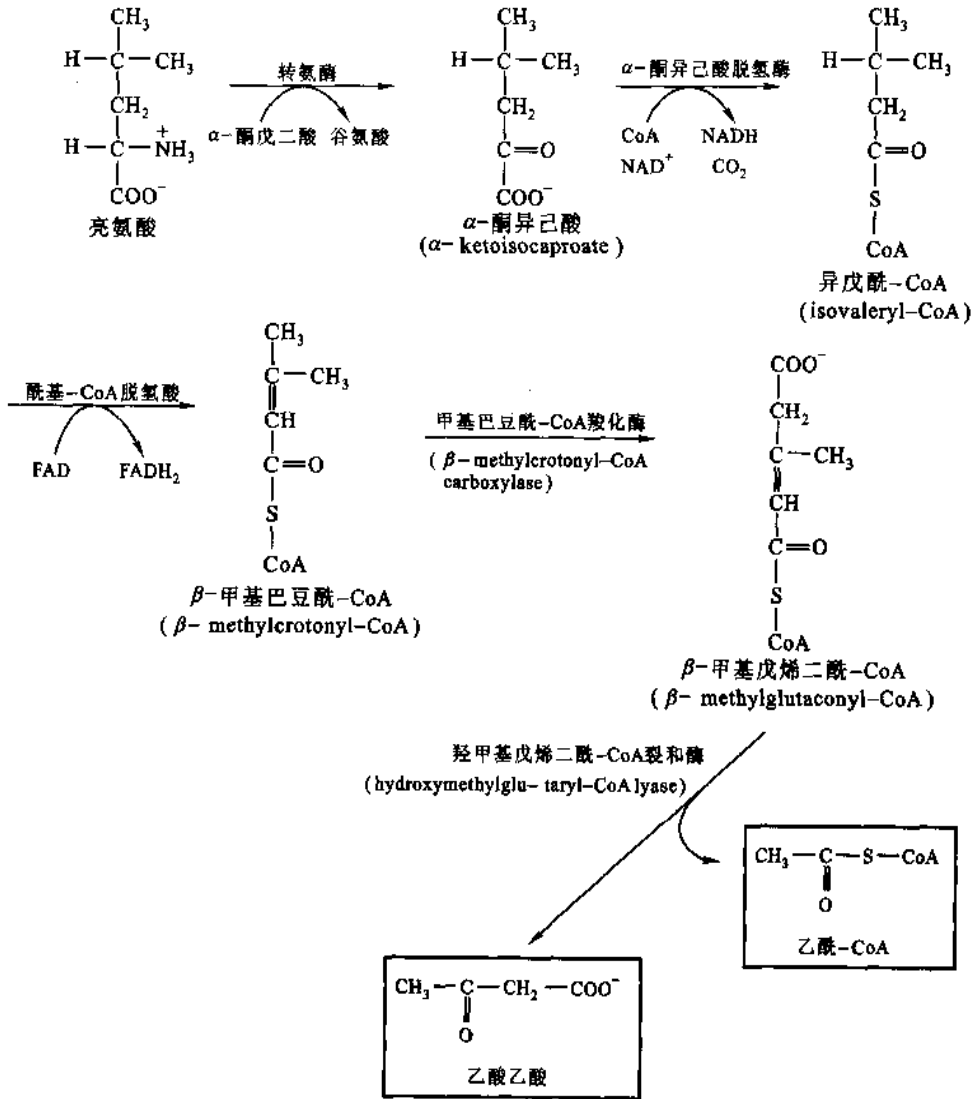 CH₃
H—C—CH₃
CH₂
H—C—NH₃⁺
COO⁻
亮氨酸
转氨酶
α-酮戊二酸 谷氨酸
CH₃
H—C—CH₃
CH₂
C=O
COO⁻
α-酮异己酸
(α- ketoisocaproate)
α-酮异己酸脱氢酶
CoA NADH
NAD⁺ CO₂
CH₃
H—C—CH₃
CH₂
C=O
S
CoA
异戊酰-CoA
(isovaleryl-CoA)
酰基-CoA脱氢酸
FAD FADH₂
CH₃
C—CH₃
CH
C=O
S
CoA
β-甲基巴豆酰-CoA
(β- methylcrotonyl-CoA)
甲基巴豆酰-CoA羧化酶
(β- methylcrotonyl-CoA
carboxylase)
COO⁻
CH₂
C—CH₃
CH
C=O
S
CoA
β-甲基戊烯二酰-CoA
(β- methylglutaconyl-CoA)
羟甲基戊烯二酰-CoA裂和酶
(hydroxymethylglu- taryl-CoA lyase)
CH₃—C—S—CoA
O
乙酰-CoA
CH₃—C—CH₂—COO⁻
O
乙酸乙酸